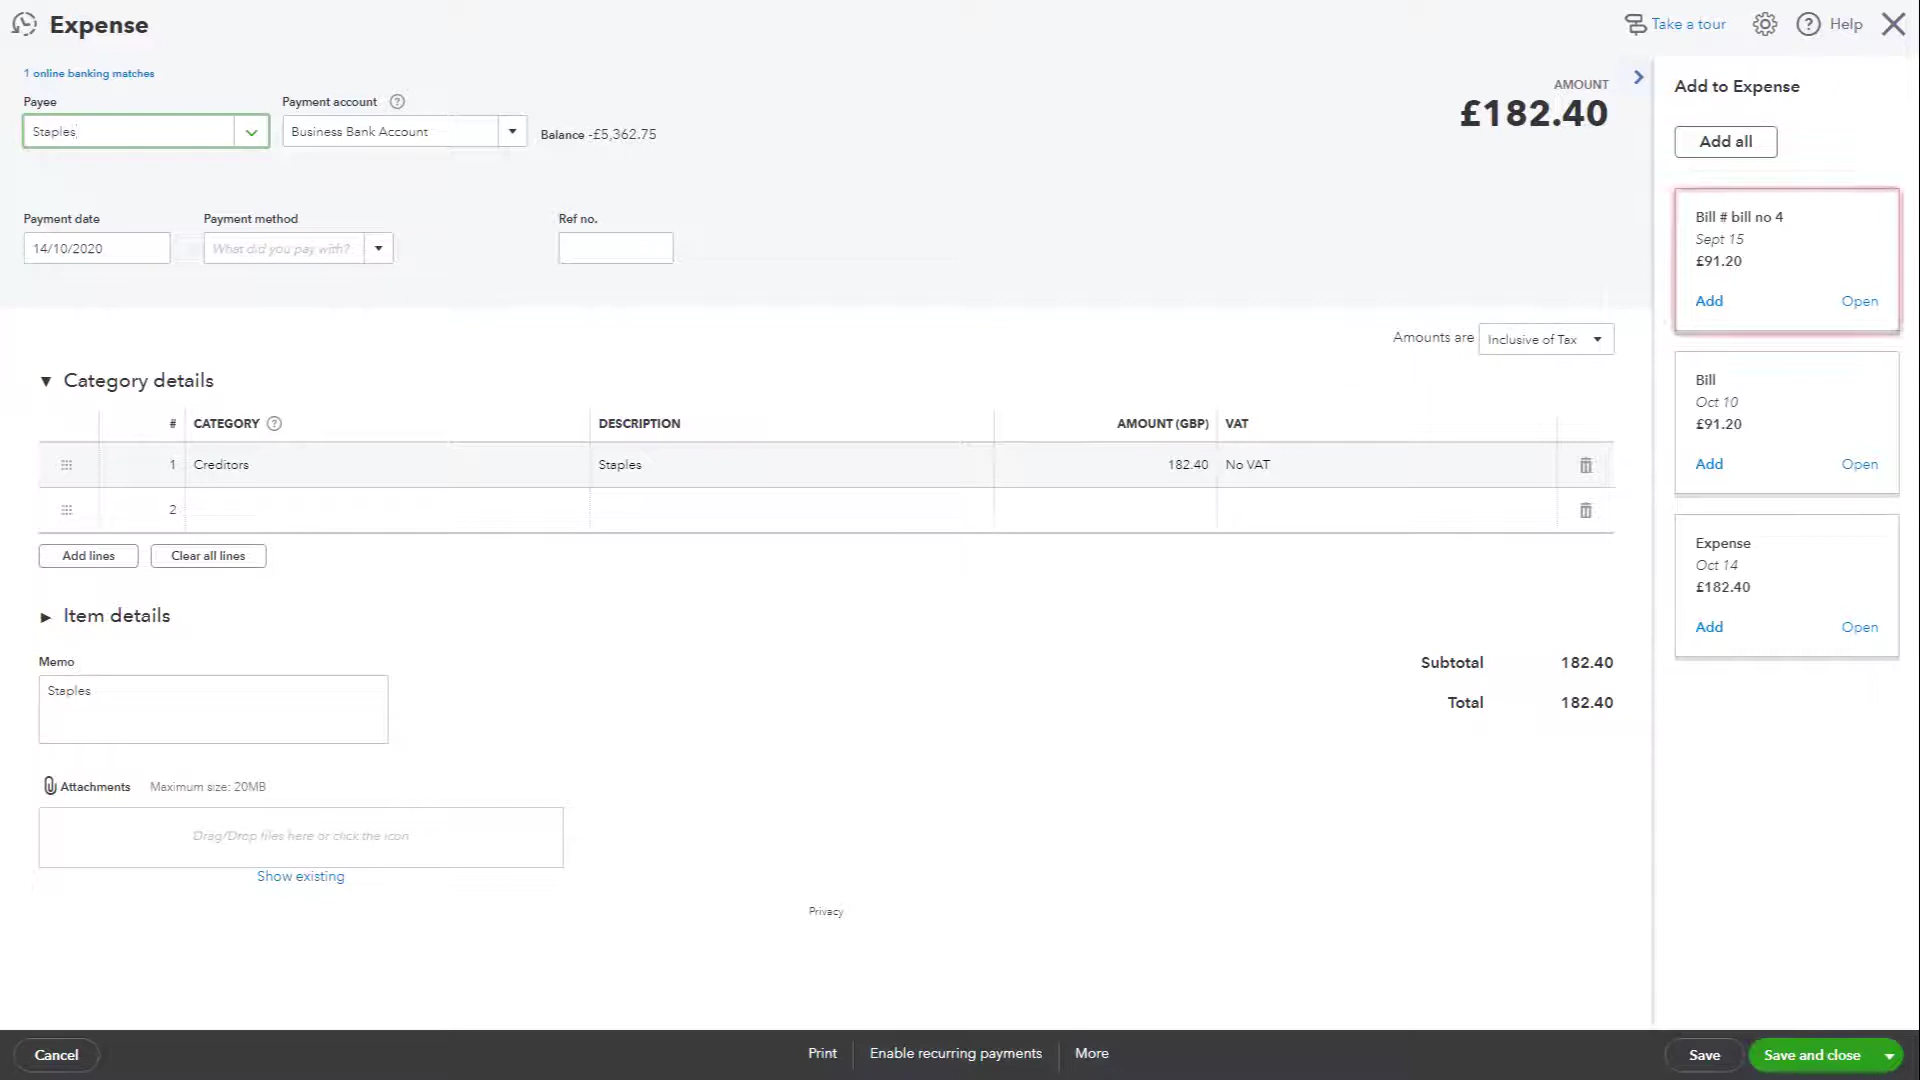 Expense
Take a tour
Help
1 online banking matches
Payee
Payment account
Staples
Business Bank Account
Balance -£5,362.75
AMOUNT
£182.40
Payment date
Payment method
Ref no.
14/10/2020
What did you pay with?
Amounts are
Inclusive of Tax
Category details
# CATEGORY DESCRIPTION AMOUNT (GBP) VAT
1 Creditors Staples 182.40 No VAT
2
Add lines
Clear all lines
Item details
Memo
Staples
Subtotal 182.40
Total 182.40
Attachments Maximum size: 20MB
Drag/Drop files here or click the icon
Show existing
Privacy
Add to Expense
Add all
Bill # bill no 4
Sept 15
£91.20
Add Open
Bill
Oct 10
£91.20
Add Open
Expense
Oct 14
£182.40
Add Open
Cancel
Print
Enable recurring payments
More
Save
Save and close